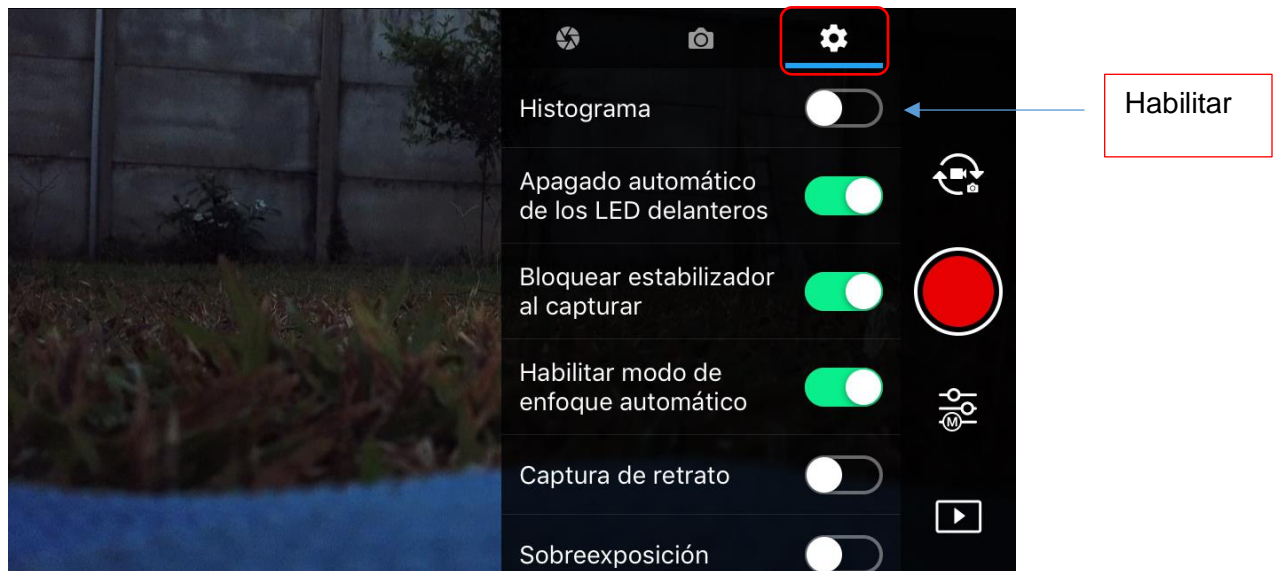 Histograma
Habilitar
Apagado automático
de los LED delanteros
Bloquear estabilizador
al capturar
Habilitar modo de
enfoque automático
M
Captura de retrato
Sobreexposición